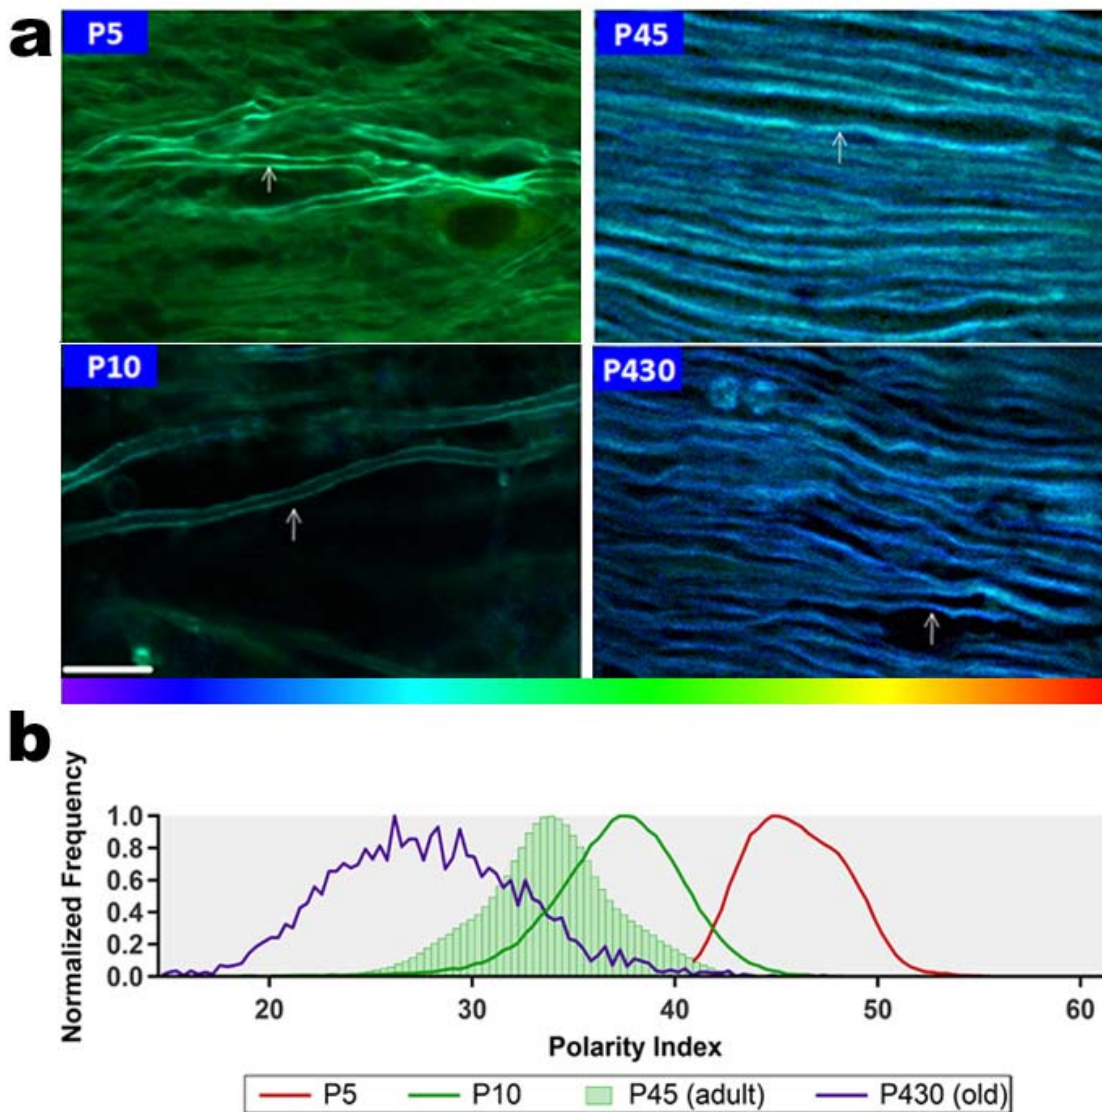 a
P5
P45
P10
P430
b
Normalized Frequency
1.0
0.8
0.6
0.4
0.2
0.0
20 30 40 50 60
Polarity Index
P5 P10 P45 (adult) P430 (old)